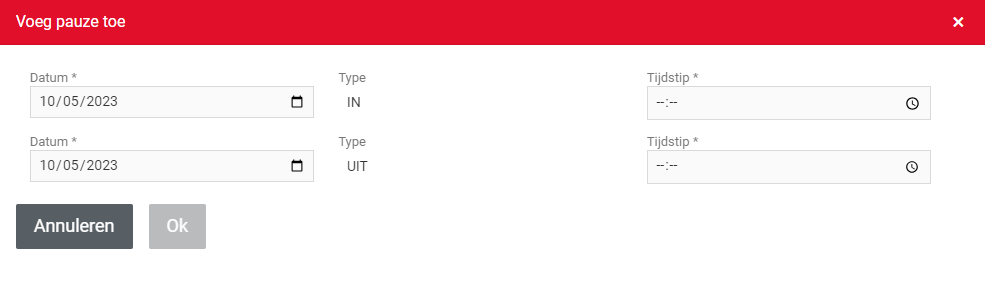 Voeg pauze toe ×
Datum * Type Tijdstip *
10/05/2023 IN --:--
Datum * Type Tijdstip *
10/05/2023 UIT --:--
Annuleren Ok